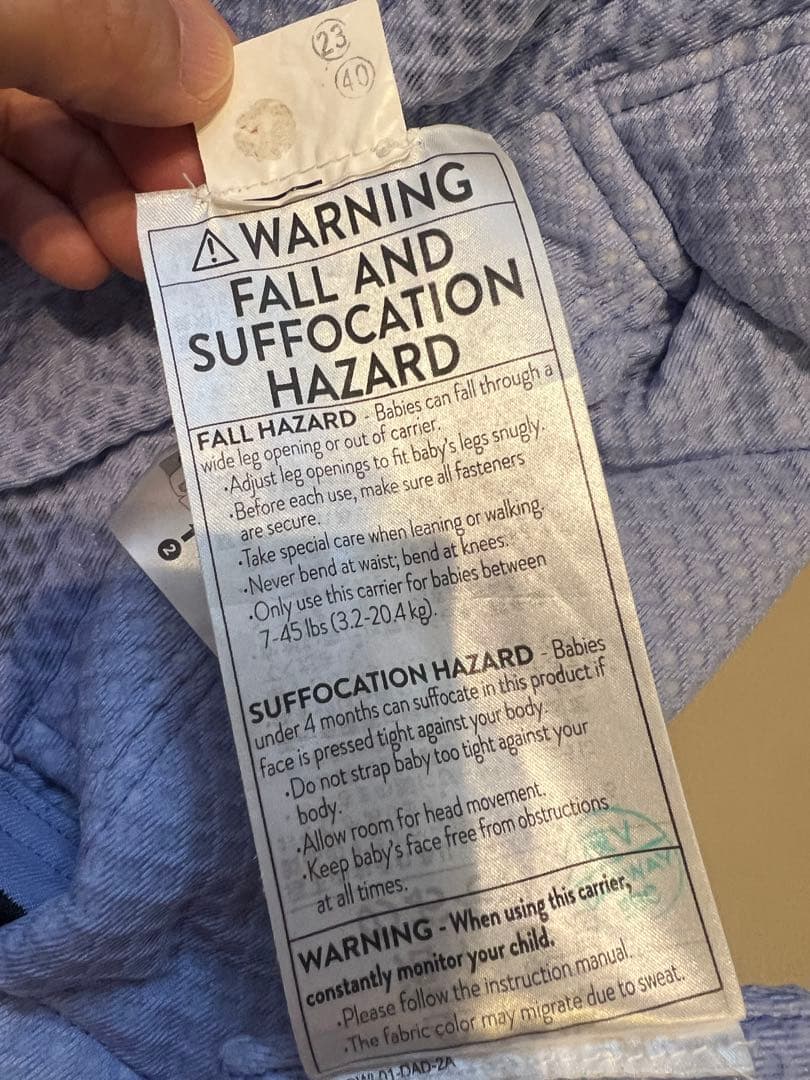 23
40
⚠ WARNING
FALL AND
SUFFOCATION
HAZARD
FALL HAZARD - Babies can fall through a
wide leg opening or out of carrier.
•Adjust leg openings to fit baby's legs snugly.
•Before each use, make sure all fasteners
are secure.
•Take special care when leaning or walking.
•Never bend at waist; bend at knees.
•Only use this carrier for babies between
7-45 lbs (3.2-20.4 kg).
2
SUFFOCATION HAZARD - Babies
under 4 months can suffocate in this product if
face is pressed tight against your body.
•Do not strap baby too tight against your
body.
•Allow room for head movement.
•Keep baby's face free from obstructions
at all times.
WARNING - When using this carrier,
constantly monitor your child.
•Please follow the instruction manual.
•The fabric color may migrate due to sweat.